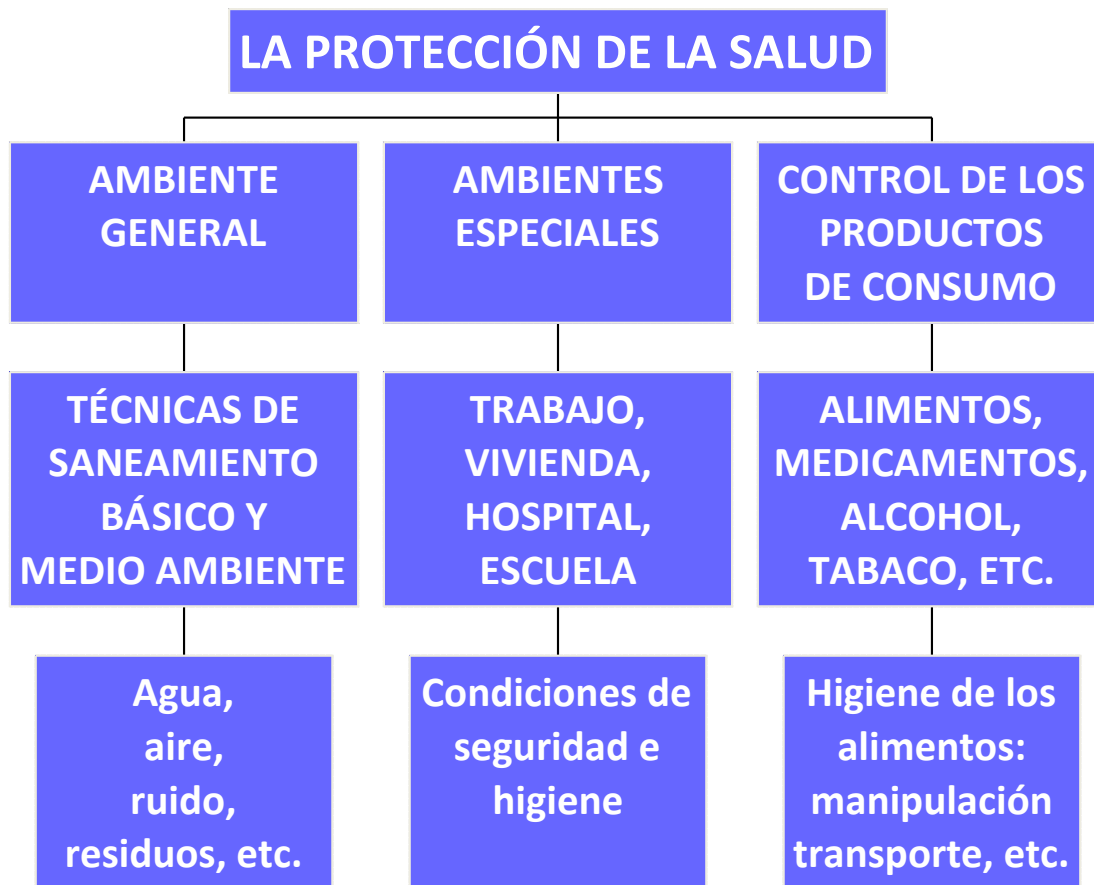 LA PROTECCIÓN DE LA SALUD
AMBIENTE
GENERAL
AMBIENTES
ESPECIALES
CONTROL DE LOS
PRODUCTOS
DE CONSUMO
TÉCNICAS DE
SANEAMIENTO
BÁSICO Y
MEDIO AMBIENTE
TRABAJO,
VIVIENDA,
HOSPITAL,
ESCUELA
ALIMENTOS,
MEDICAMENTOS,
ALCOHOL,
TABACO, ETC.
Agua,
aire,
ruido,
residuos, etc.
Condiciones de
seguridad e
higiene
Higiene de los
alimentos:
manipulación
transporte, etc.